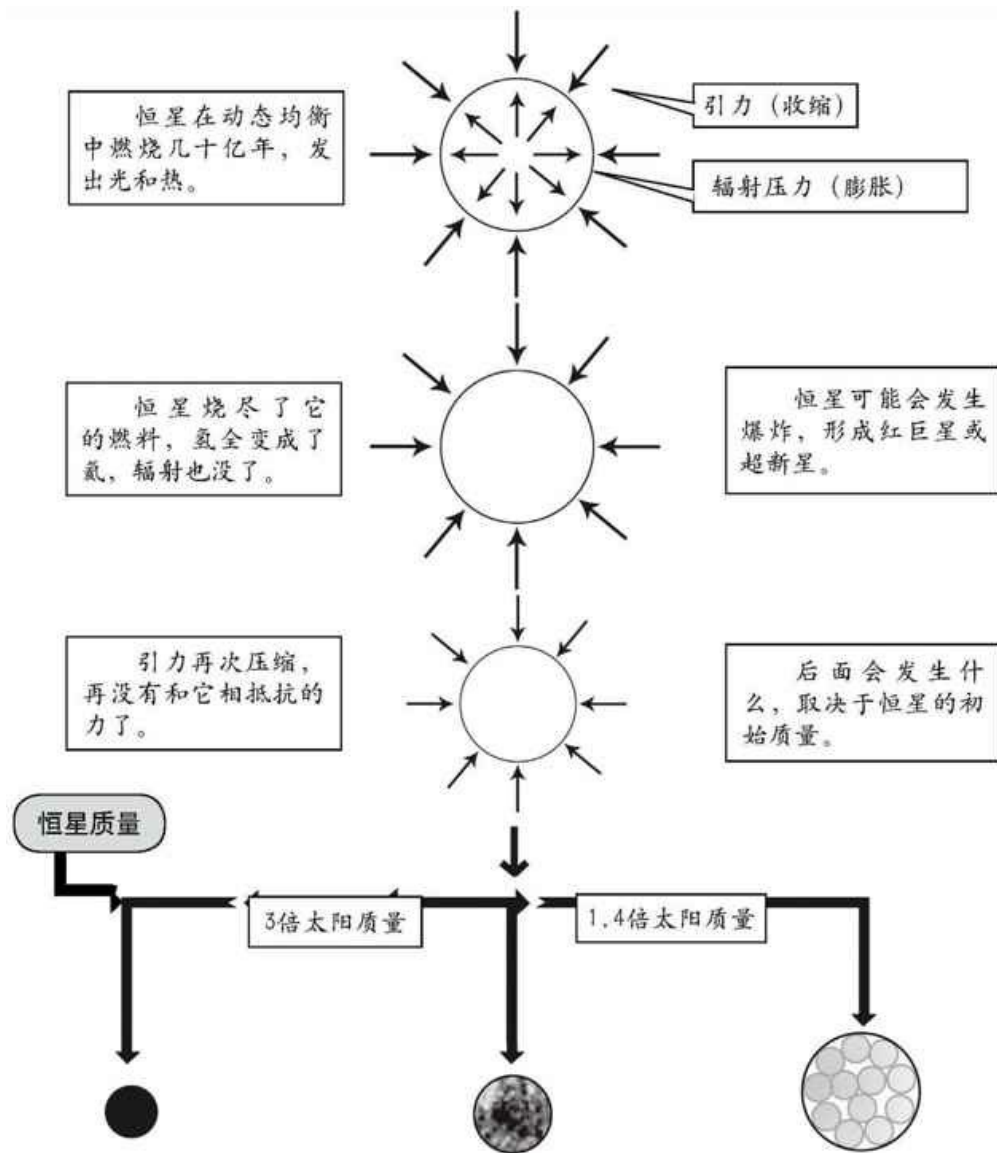 恒星在动态均衡
中燃烧几十亿年，发
出光和热。
引力（收缩）
辐射压力（膨胀）
恒星烧尽了它
的燃料，氢全变成了
氦，辐射也没了。
恒星可能会发生
爆炸，形成红巨星或
超新星。
引力再次压缩，
再没有和它相抵抗的
力了。
后面会发生什
么，取决于恒星的初
始质量。
恒星质量
3倍太阳质量
1.4倍太阳质量